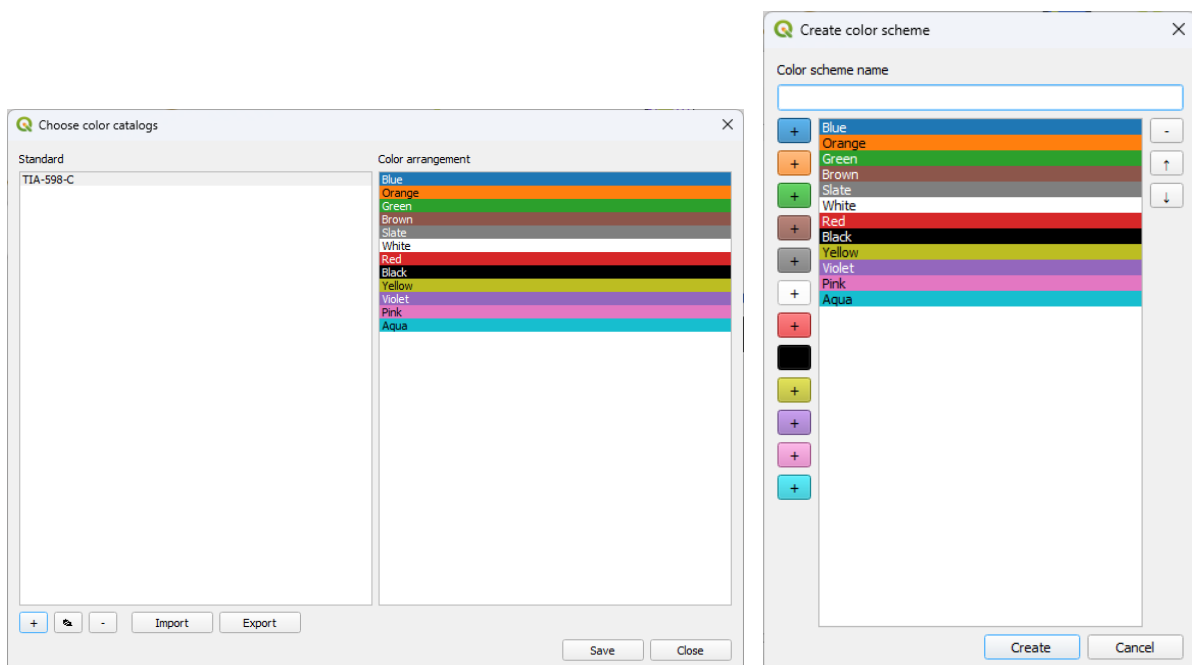 Choose color catalogs
Standard
TIA-598-C
Color arrangement
Blue
Orange
Green
Brown
Slate
White
Red
Black
Yellow
Violet
Pink
Aqua
+
-
Import
Export
Save
Close
Create color scheme
Color scheme name
+
+
+
+
+
+
+
+
+
+
+
Blue
Orange
Green
Brown
Slate
White
Red
Black
Yellow
Violet
Pink
Aqua
-
↑
↓
Create
Cancel